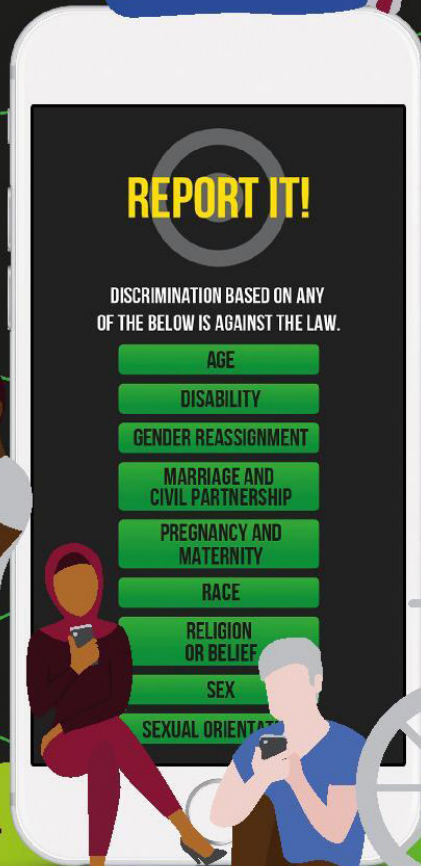 REPORT IT!
DISCRIMINATION BASED ON ANY
OF THE BELOW IS AGAINST THE LAW.
AGE
DISABILITY
GENDER REASSIGNMENT
MARRIAGE AND
CIVIL PARTNERSHIP
PREGNANCY AND
MATERNITY
RACE
RELIGION
OR BELIEF
SEX
SEXUAL